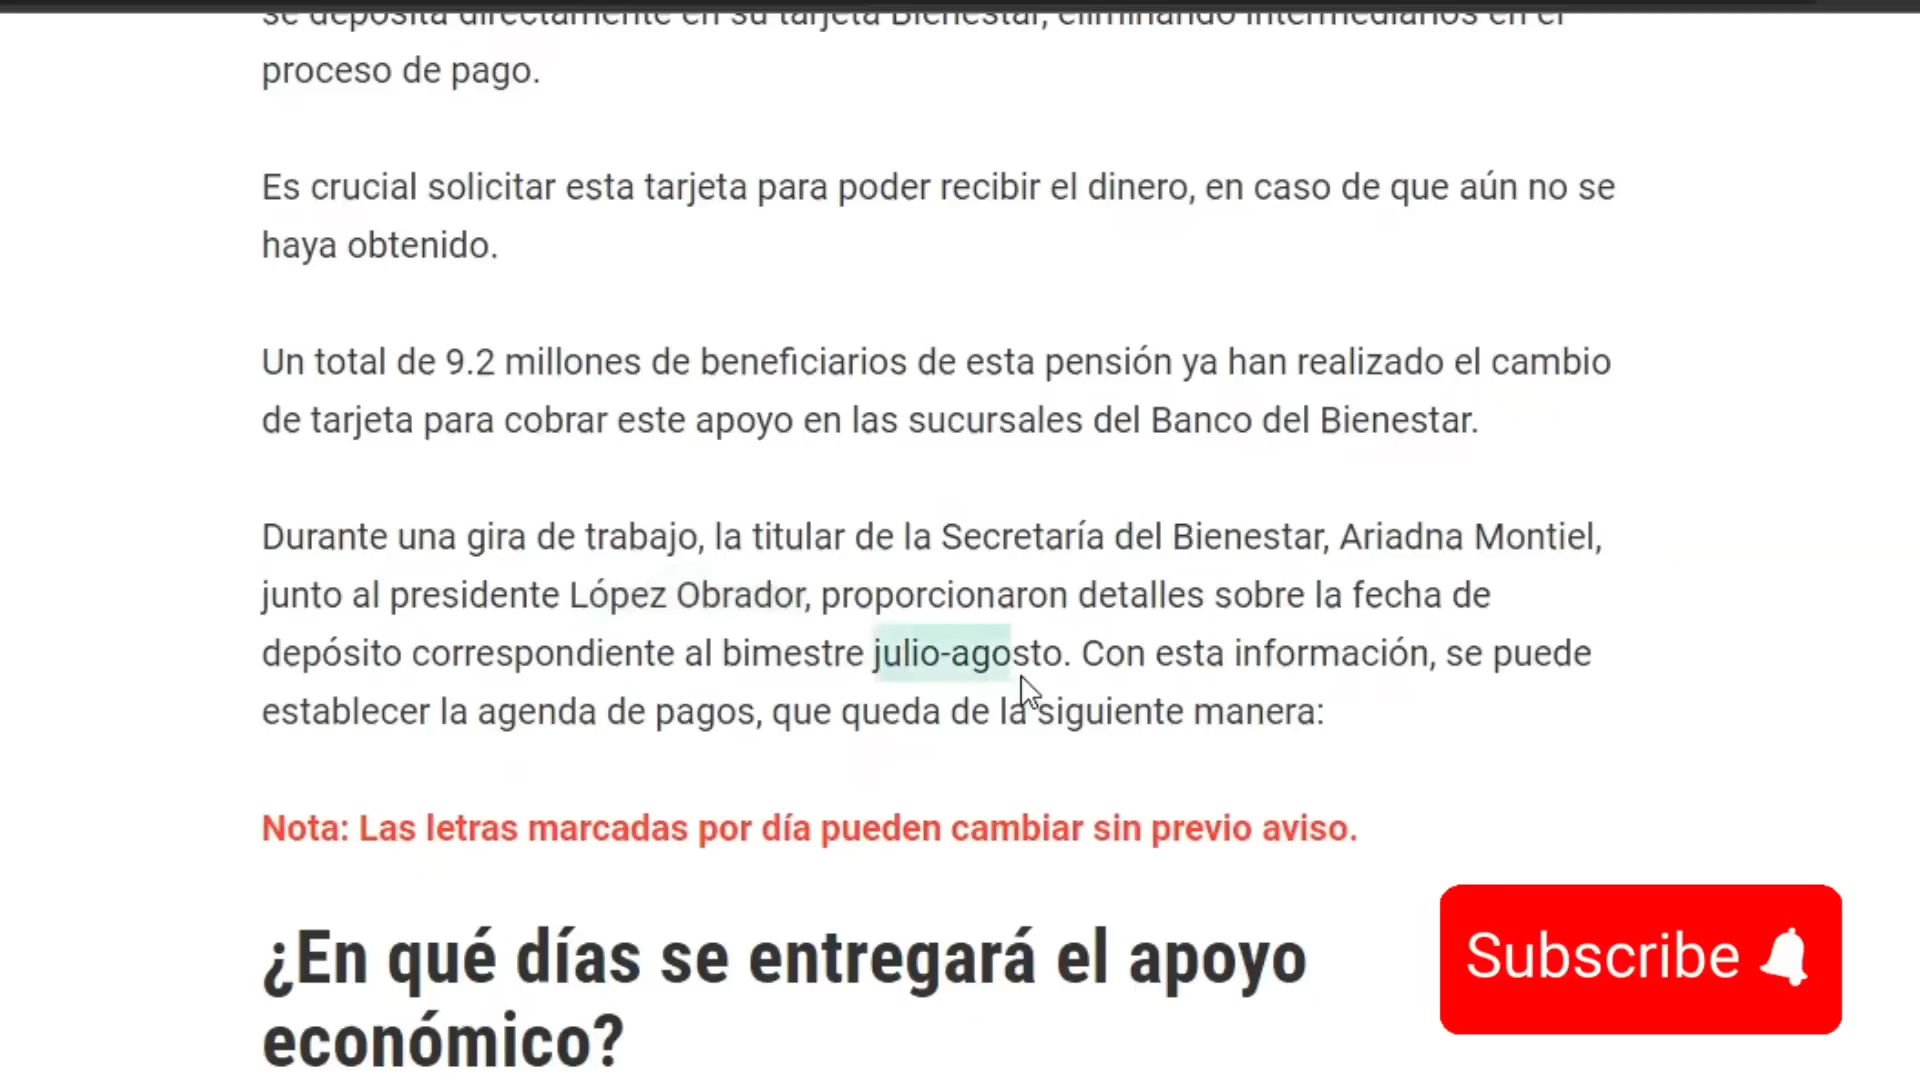 se deposita directamente en su tarjeta Bienestar, eliminando intermediarios en el
proceso de pago.
Es crucial solicitar esta tarjeta para poder recibir el dinero, en caso de que aún no se
haya obtenido.
Un total de 9.2 millones de beneficiarios de esta pensión ya han realizado el cambio
de tarjeta para cobrar este apoyo en las sucursales del Banco del Bienestar.
Durante una gira de trabajo, la titular de la Secretaría del Bienestar, Ariadna Montiel,
junto al presidente López Obrador, proporcionaron detalles sobre la fecha de
depósito correspondiente al bimestre julio-agosto. Con esta información, se puede
establecer la agenda de pagos, que queda de la siguiente manera:
Nota: Las letras marcadas por día pueden cambiar sin previo aviso.
¿En qué días se entregará el apoyo
económico?
Subscribe